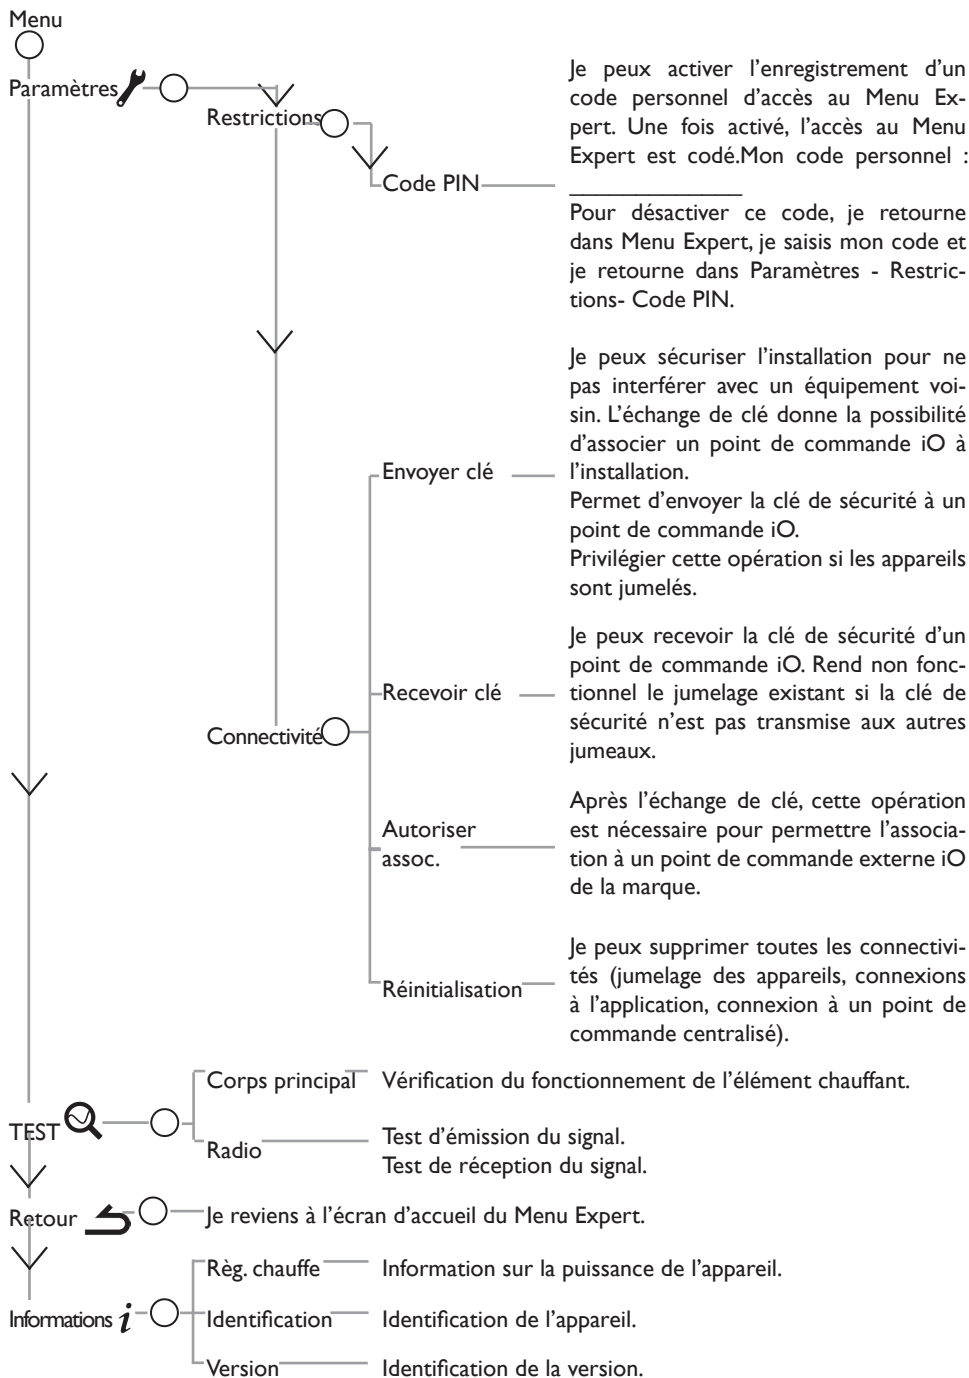 Menu
Paramètres
Restrictions
Code PIN
Je peux activer l'enregistrement d'un
code personnel d'accès au Menu Ex-
pert. Une fois activé, l'accès au Menu
Expert est codé.Mon code personnel :
_____________
Pour désactiver ce code, je retourne
dans Menu Expert, je saisis mon code et
je retourne dans Paramètres - Restric-
tions- Code PIN.
Connectivité
Envoyer clé
Je peux sécuriser l'installation pour ne
pas interférer avec un équipement voi-
sin. L'échange de clé donne la possibilité
d'associer un point de commande iO à
l'installation.
Permet d'envoyer la clé de sécurité à un
point de commande iO.
Privilégier cette opération si les appareils
sont jumelés.
Recevoir clé
Je peux recevoir la clé de sécurité d'un
point de commande iO. Rend non fonc-
tionnel le jumelage existant si la clé de
sécurité n'est pas transmise aux autres
jumeaux.
Autoriser
assoc.
Après l'échange de clé, cette opération
est nécessaire pour permettre l'associa-
tion à un point de commande externe iO
de la marque.
Réinitialisation
Je peux supprimer toutes les connectivi-
tés (jumelage des appareils, connexions
à l'application, connexion à un point de
commande centralisé).
TEST
Corps principal
Vérification du fonctionnement de l'élément chauffant.
Radio
Test d'émission du signal.
Test de réception du signal.
Retour
Je reviens à l'écran d'accueil du Menu Expert.
Informations i
Règ. chauffe
Information sur la puissance de l'appareil.
Identification
Identification de l'appareil.
Version
Identification de la version.